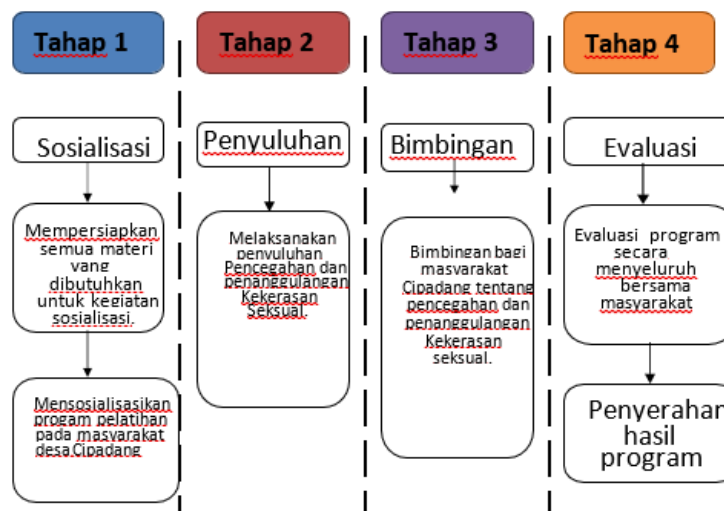 Tahap 1
Tahap 2
Tahap 3
Tahap 4
Sosialisasi
Penyuluhan
Bimbingan
Evaluasi
Mempersiapkan
semua materi
yang
dibutuhkan
untuk kegiatan
sosialisasi.
Mensosialisasikan
progam pelatihan
pada masyarakat
desa Cipadang
Melaksanakan
penyuluhan
Pencegahan dan
penanggulangan
Kekerasan
Seksual.
Bimbingan bagi
masyarakat
Cipadang tentang
pencegahan dan
penanggulangan
Kekerasan
seksual.
Evaluasi program
secara
menyeluruh
bersama
masyarakat
Penyerahan
hasil
program